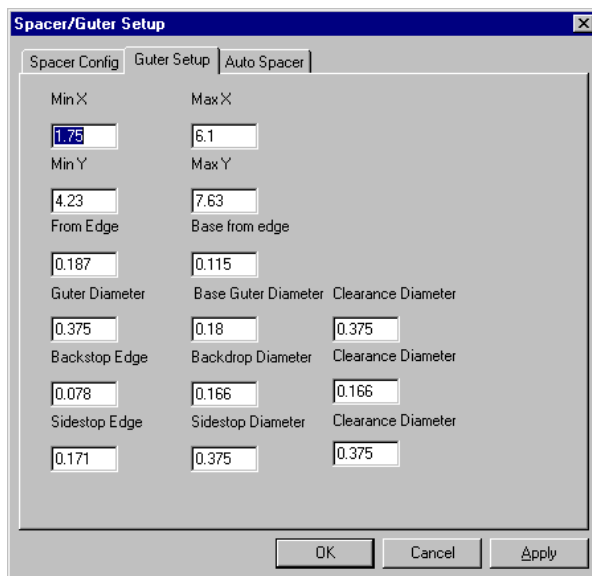 Spacer/Guter Setup
Spacer Config Guter Setup Auto Spacer
Min X Max X
1.75 6.1
Min Y Max Y
4.23 7.63
From Edge Base from edge
0.187 0.115
Guter Diameter Base Guter Diameter Clearance Diameter
0.375 0.18 0.375
Backstop Edge Backdrop Diameter Clearance Diameter
0.078 0.166 0.166
Sidestop Edge Sidestop Diameter Clearance Diameter
0.171 0.375 0.375
OK Cancel Apply